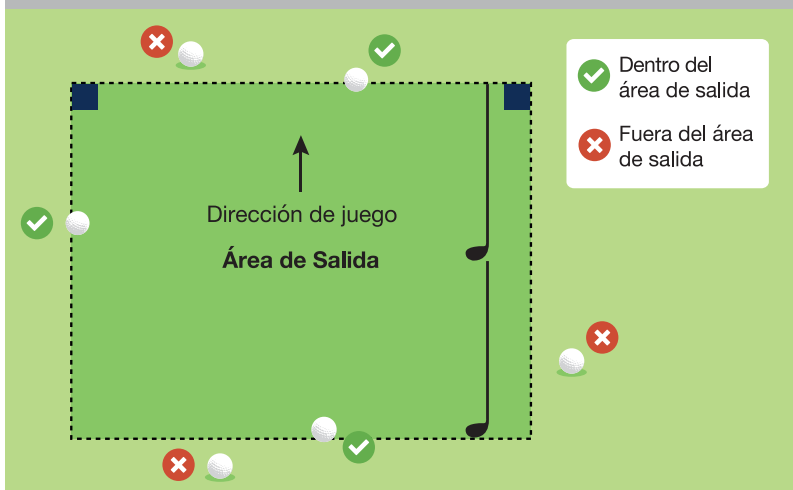 Dentro del
área de salida
Fuera del área
de salida
Dirección de juego
Área de Salida